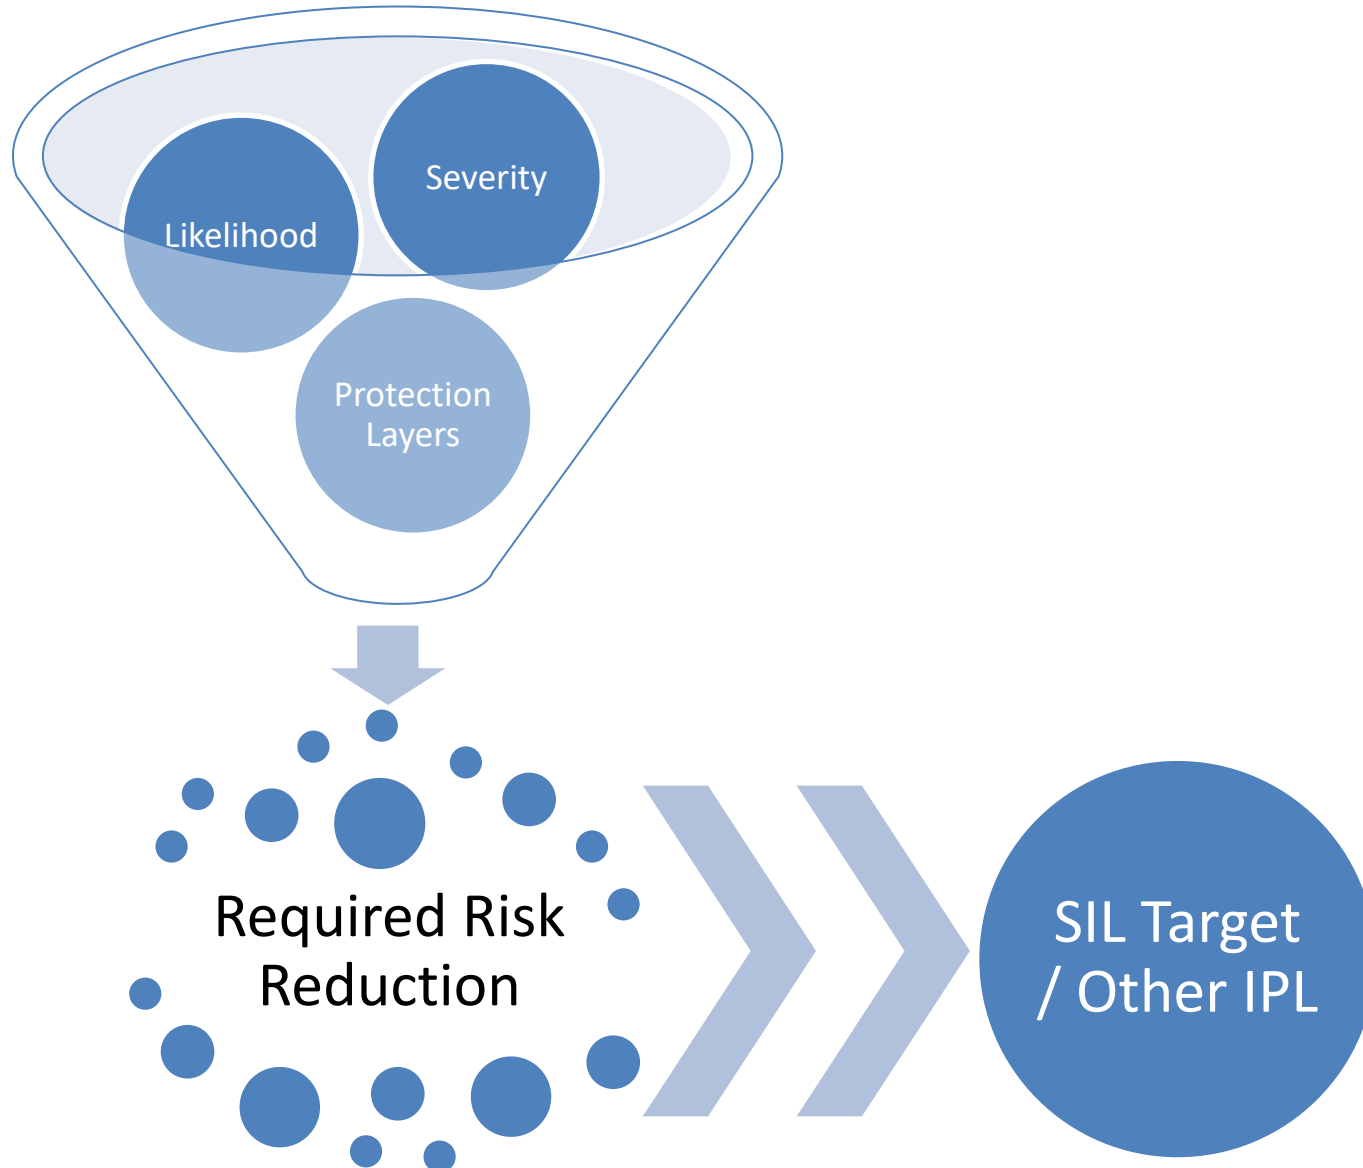 Severity
Likelihood
Protection
Layers
Required Risk
Reduction
SIL Target
/ Other IPL